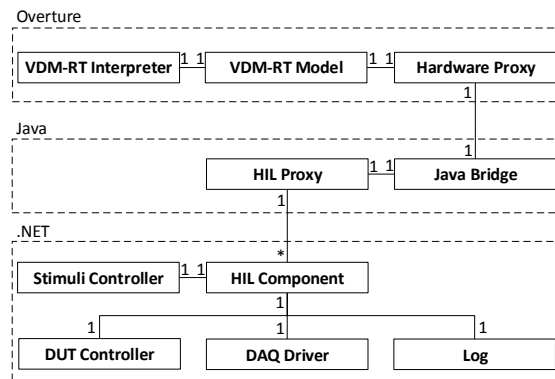 Overture
VDM-RT Interpreter 1 1 VDM-RT Model 1 1 Hardware Proxy
1
Java
1
HIL Proxy 1 1 Java Bridge
1
.NET
*
Stimuli Controller 1 1 HIL Component
1
1 1 1
DUT Controller DAQ Driver Log